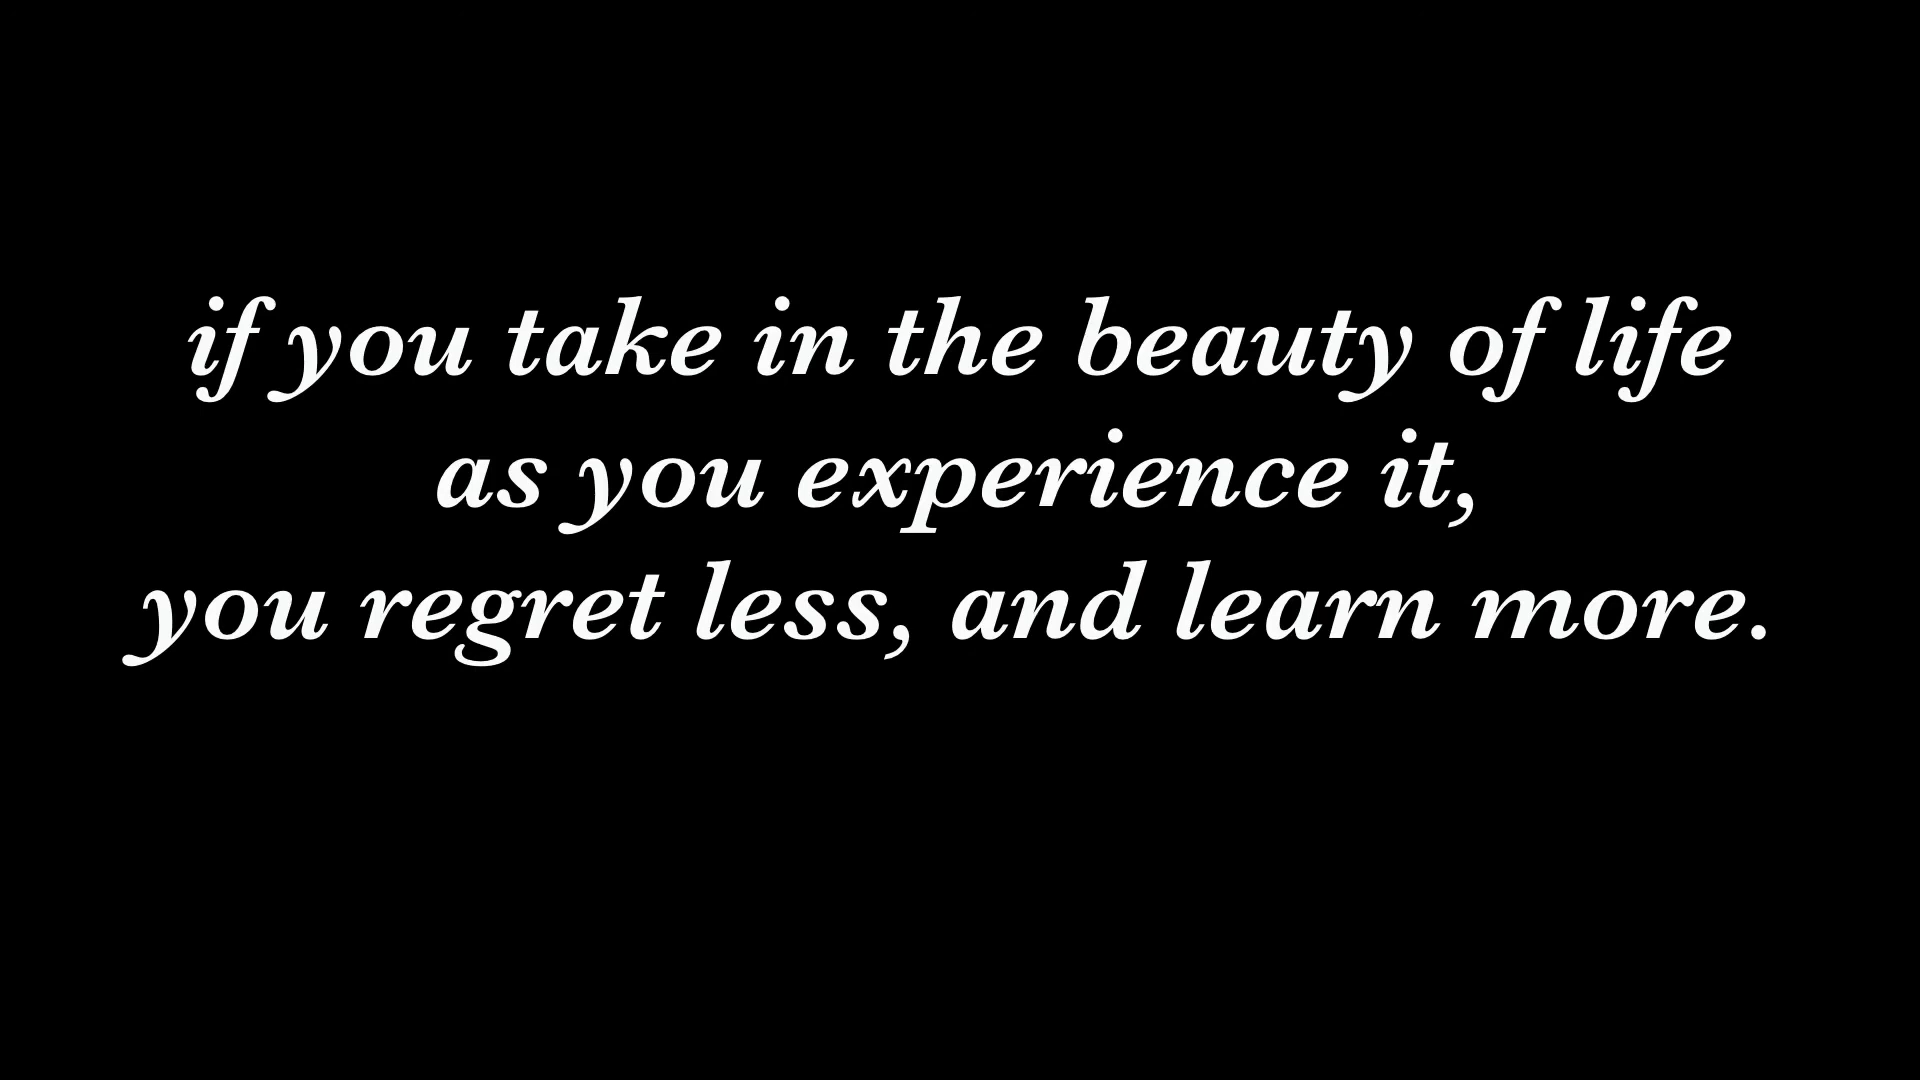 if you take in the beauty of life
as you experience it,
you regret less, and learn more.